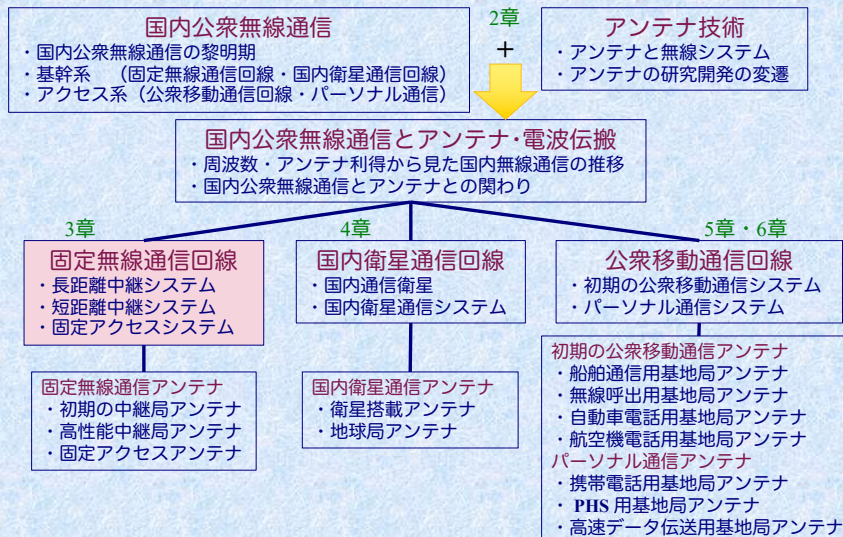 国内公衆無線通信
・国内公衆無線通信の黎明期
・基幹系　（固定無線通信回線・国内衛星通信回線）
・アクセス系（公衆移動通信回線・パーソナル通信）
2章
+
アンテナ技術
・アンテナと無線システム
・アンテナの研究開発の変遷
国内公衆無線通信とアンテナ・電波伝搬
・周波数・アンテナ利得から見た国内無線通信の推移
・国内公衆無線通信とアンテナとの関わり
3章
固定無線通信回線
・長距離中継システム
・短距離中継システム
・固定アクセスシステム
4章
国内衛星通信回線
・国内通信衛星
・国内衛星通信システム
5章・6章
公衆移動通信回線
・初期の公衆移動通信システム
・パーソナル通信システム
固定無線通信アンテナ
・初期の中継局アンテナ
・高性能中継局アンテナ
・固定アクセスアンテナ
国内衛星通信アンテナ
・衛星搭載アンテナ
・地球局アンテナ
初期の公衆移動通信アンテナ
・船舶通信用基地局アンテナ
・無線呼出用基地局アンテナ
・自動車電話用基地局アンテナ
・航空機電話用基地局アンテナ
パーソナル通信アンテナ
・携帯電話用基地局アンテナ
・PHS用基地局アンテナ
・高速データ伝送用基地局アンテナ